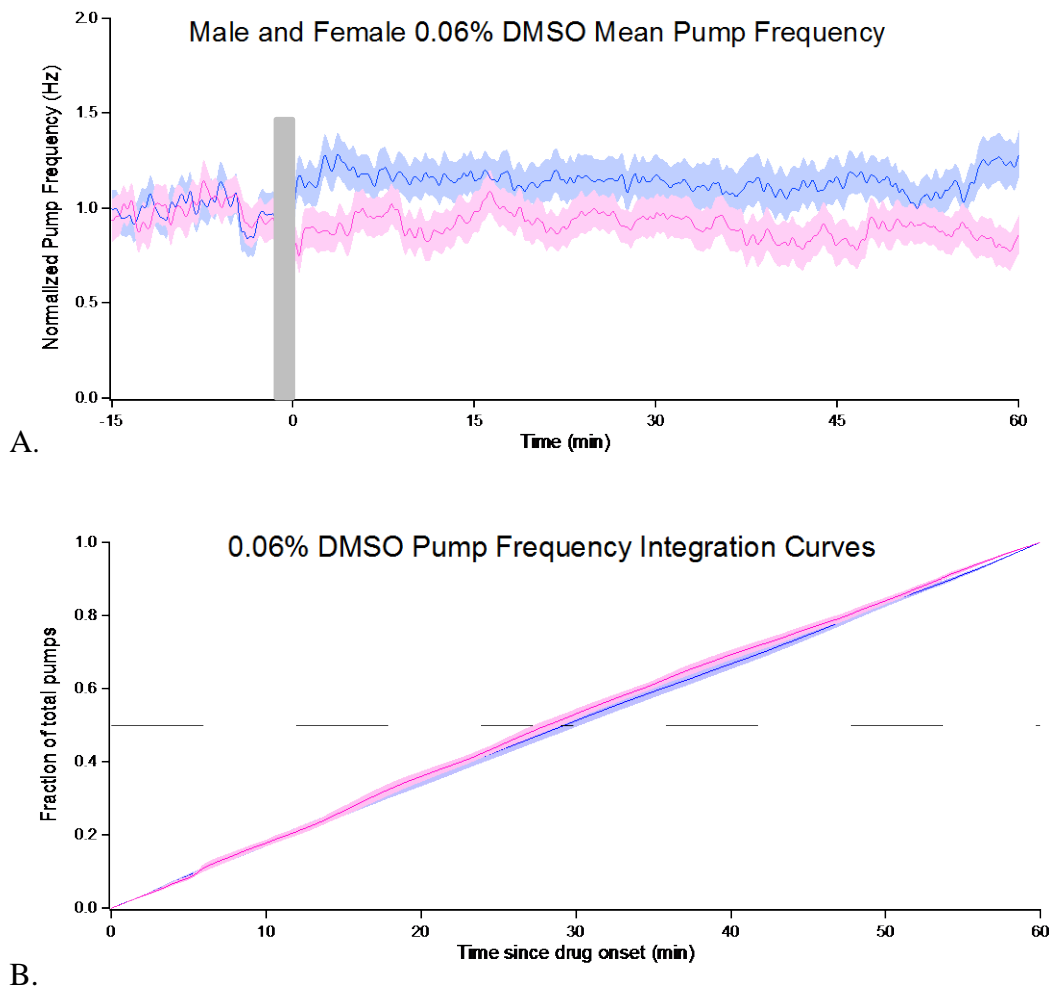 Male and Female 0.06% DMSO Mean Pump Frequency
Normalized Pump Frequency (Hz)
2.0
1.5
1.0
0.5
0.0
-15 0 15 30 45 60
Time (min)
A.
0.06% DMSO Pump Frequency Integration Curves
Fraction of total pumps
1.0
0.8
0.6
0.4
0.2
0.0
0 10 20 30 40 50 60
Time since drug onset (min)
B.